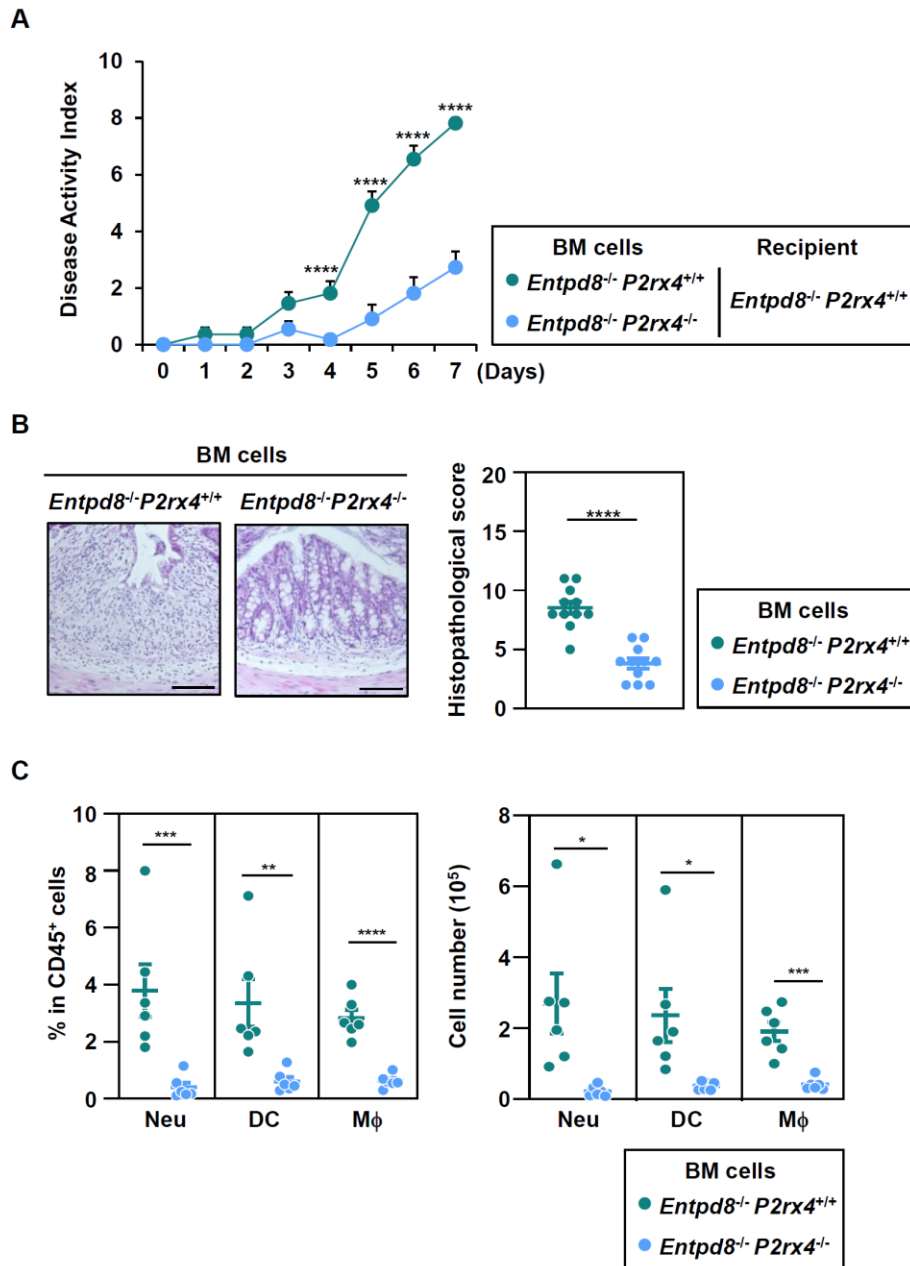 A
Disease Activity Index
10
8
6
4
2
0
****
****
****
****
0 1 2 3 4 5 6 7 (Days)
BM cells Recipient
Entpd8-/- P2rx4+/+
Entpd8-/- P2rx4-/-
Entpd8-/- P2rx4+/+
B
BM cells
Entpd8-/-P2rx4+/+ Entpd8-/-P2rx4-/-
Histopathological score
20
15
10
5
0
****
BM cells
Entpd8-/- P2rx4+/+
Entpd8-/- P2rx4-/-
C
% in CD45+ cells
10
8
6
4
2
0
***
**
****
Neu DC Mϕ
Cell number (10⁵)
8
6
4
2
0
*
*
***
Neu DC Mϕ
BM cells
Entpd8-/- P2rx4+/+
Entpd8-/- P2rx4-/-